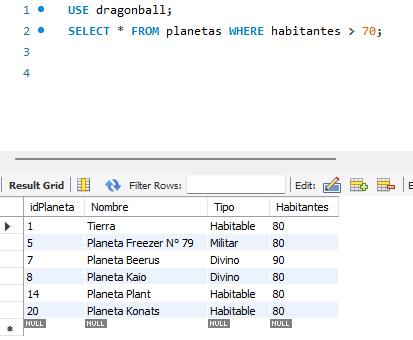 1 USE dragonball;
2 SELECT * FROM planetas WHERE habitantes > 70;
3
4
Result Grid Filter Rows: Edit:
idPlaneta Nombre Tipo Habitantes
1 Tierra Habitable 80
5 Planeta Freezer N° 79 Militar 80
7 Planeta Beerus Divino 90
8 Planeta Kaio Divino 80
14 Planeta Plant Habitable 80
20 Planeta Konats Habitable 80
NULL NULL NULL NULL